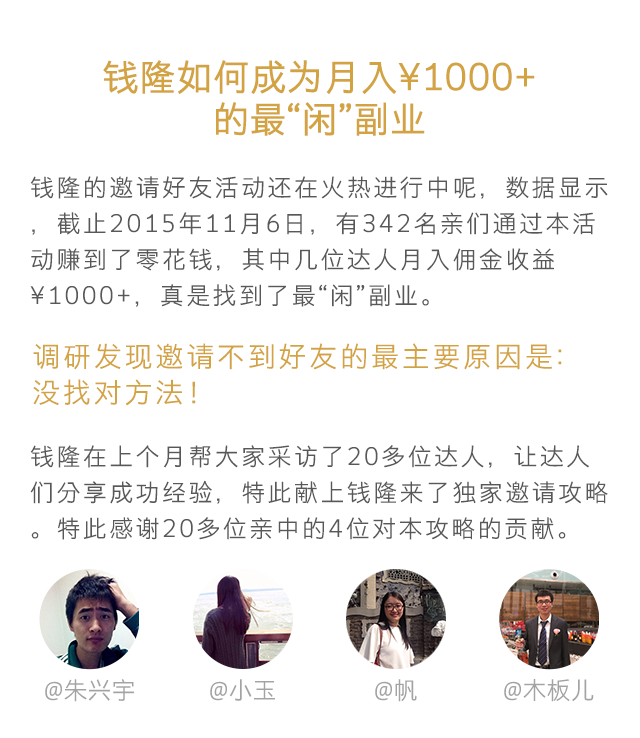 钱隆如何成为月入¥1000+
的最“闲”副业
钱隆的邀请好友活动还在火热进行中呢，数据显示
，截止2015年11月6日，有342名亲们通过本活
动赚到了零花钱，其中几位达人月入佣金收益
¥1000+，真是找到了最“闲”副业。
调研发现邀请不到好友的最主要原因是：
没找对方法！
钱隆在上个月帮大家采访了20多位达人，让达人
们分享成功经验，特此献上钱隆来了独家邀请攻略
。特此感谢20多位亲中的4位对本攻略的贡献。
@朱兴宇
@小玉
@帆
@木板儿